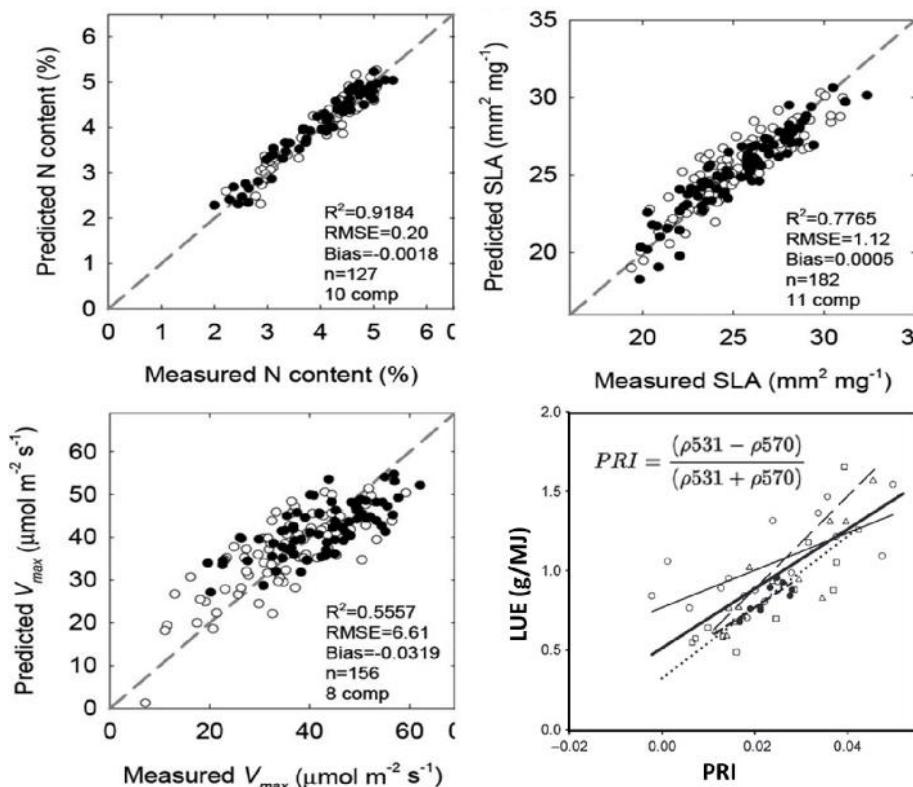 Predicted N content (%)
6
5
4
3
2
1
0
R²=0.9184
RMSE=0.20
Bias=-0.0018
n=127
10 comp
0 1 2 3 4 5 6
Measured N content (%)
Predicted SLA (mm² mg⁻¹)
35
30
25
20
R²=0.7765
RMSE=1.12
Bias=0.0005
n=182
11 comp
20 25 30
Measured SLA (mm² mg⁻¹)
Predicted Vmax (μmol m⁻² s⁻¹)
60
50
40
30
20
10
0
R²=0.5557
RMSE=6.61
Bias=-0.0319
n=156
8 comp
0 20 40 60
Measured Vmax (μmol m⁻² s⁻¹)
LUE (g/MJ)
2.0
1.5
1.0
0.5
0.0
PRI = (ρ531 − ρ570)
(ρ531 + ρ570)
−0.02 0.00 0.02 0.04
PRI